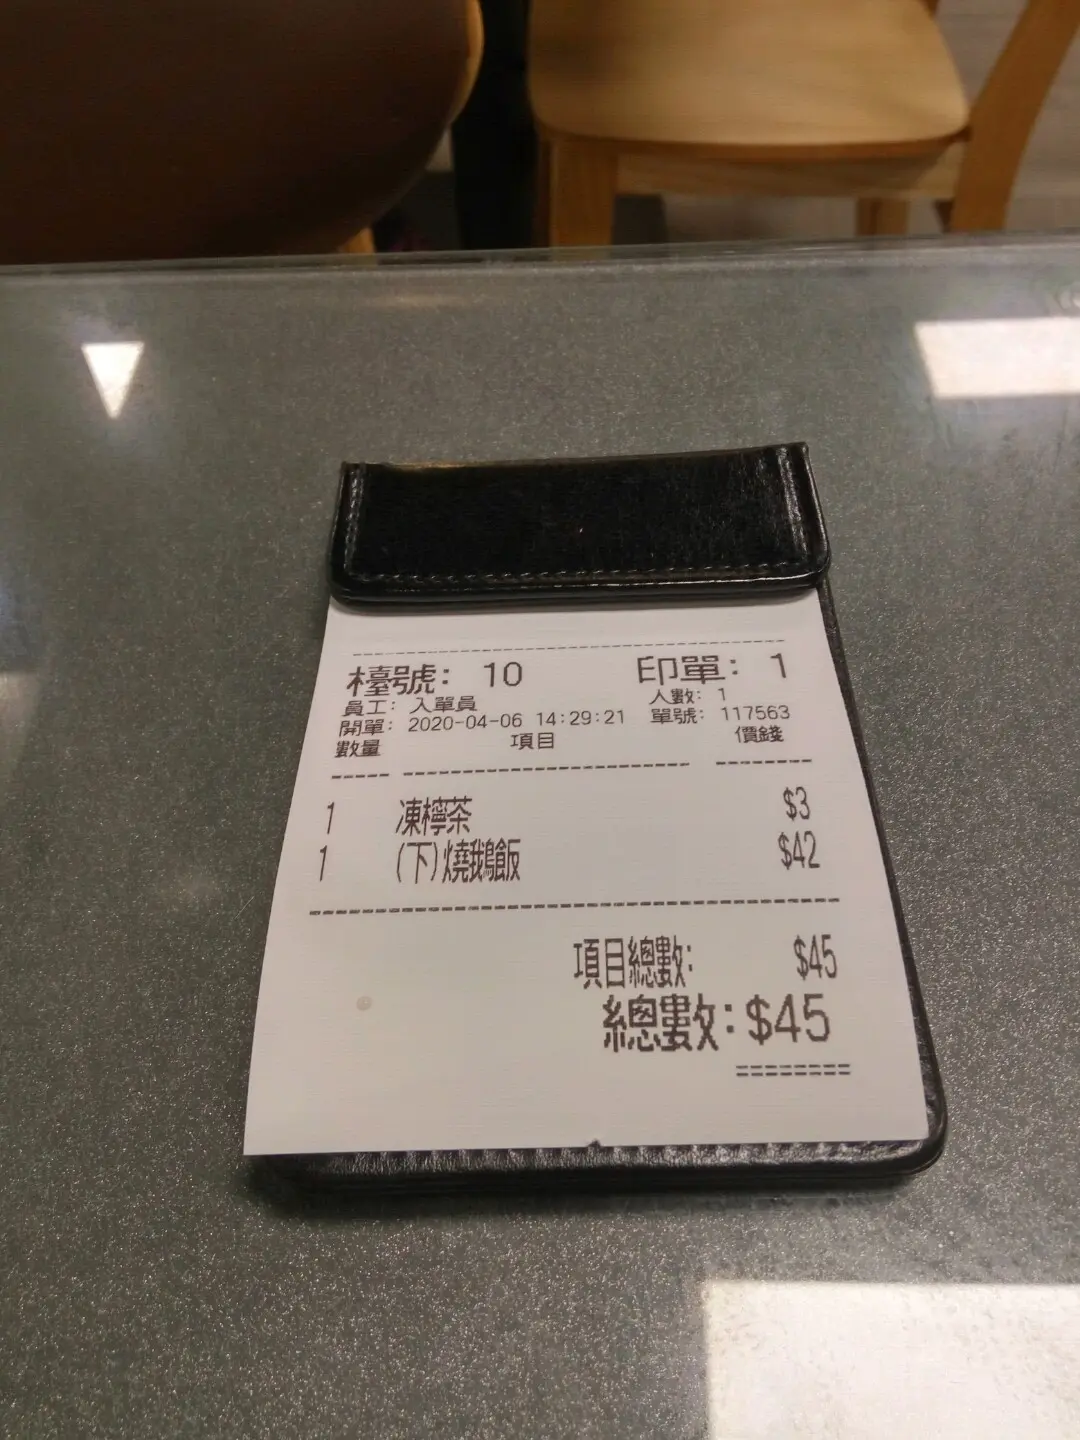 檯號: 10 印單: 1
員工: 入單員 人數: 1
開單: 2020-04-06 14:29:21 單號: 117563
數量 項目 價錢
1 凍檸茶 $3
1 (下)燒鵝飯 $42
項目總數: $45
總數:$45